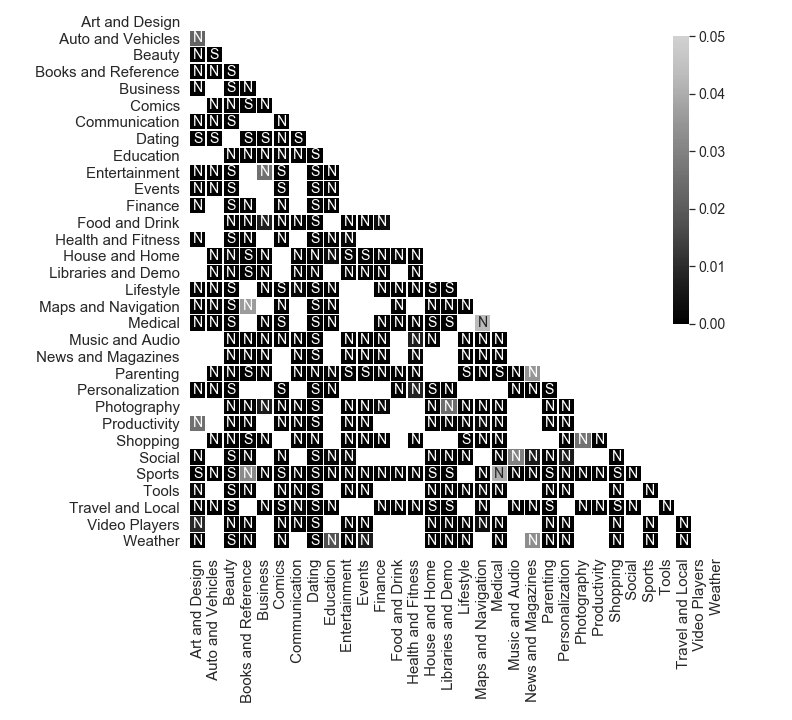 Art and Design
Auto and Vehicles N
Beauty N S
Books and Reference N N S
Business N S N
Comics N N S N
Communication N N S N
Dating S S S S N S
Education N N N N N S
Entertainment N N S N S S N
Events N N S S S N
Finance N S N N S N
Food and Drink N N N N N S N N N
Health and Fitness N S N N S N N
House and Home N N S N N N N S S N N N
Libraries and Demo N N S N N N N N N N
Lifestyle N N S N S N S N N N N S S
Maps and Navigation N N S N N S N N N N N
Medical N N S N S S N N N N S S N
Music and Audio N N N N N S N N N N N N N N
News and Magazines N N N N S N N N N N N N
Parenting N N S N N N N S S N N N S N S N N
Personalization N N S S S N N N S N N N S
Photography N N N N N S N N N N N N N N N N
Productivity N N N N N S N N N N N N N N N
Shopping N N S N N N N N N N S N N N N N
Social N S N N S N N N N N N N N N N N
Sports S N S N N S N S N N N N N N S S N N N N S N N S N
Tools N S N N N S N N N N N N N N N N N
Travel and Local N N S N S N S N N N N S S N N N S N N S N N
Video Players N N N N N S N N N N N N N N N N N N
Weather N S N N S N N N N N N N N N N N N
0.05
0.04
0.03
0.02
0.01
0.00
Art and Design
Auto and Vehicles
Beauty
Books and Reference
Business
Comics
Communication
Dating
Education
Entertainment
Events
Finance
Food and Drink
Health and Fitness
House and Home
Libraries and Demo
Lifestyle
Maps and Navigation
Medical
Music and Audio
News and Magazines
Parenting
Personalization
Photography
Productivity
Shopping
Social
Sports
Tools
Travel and Local
Video Players
Weather